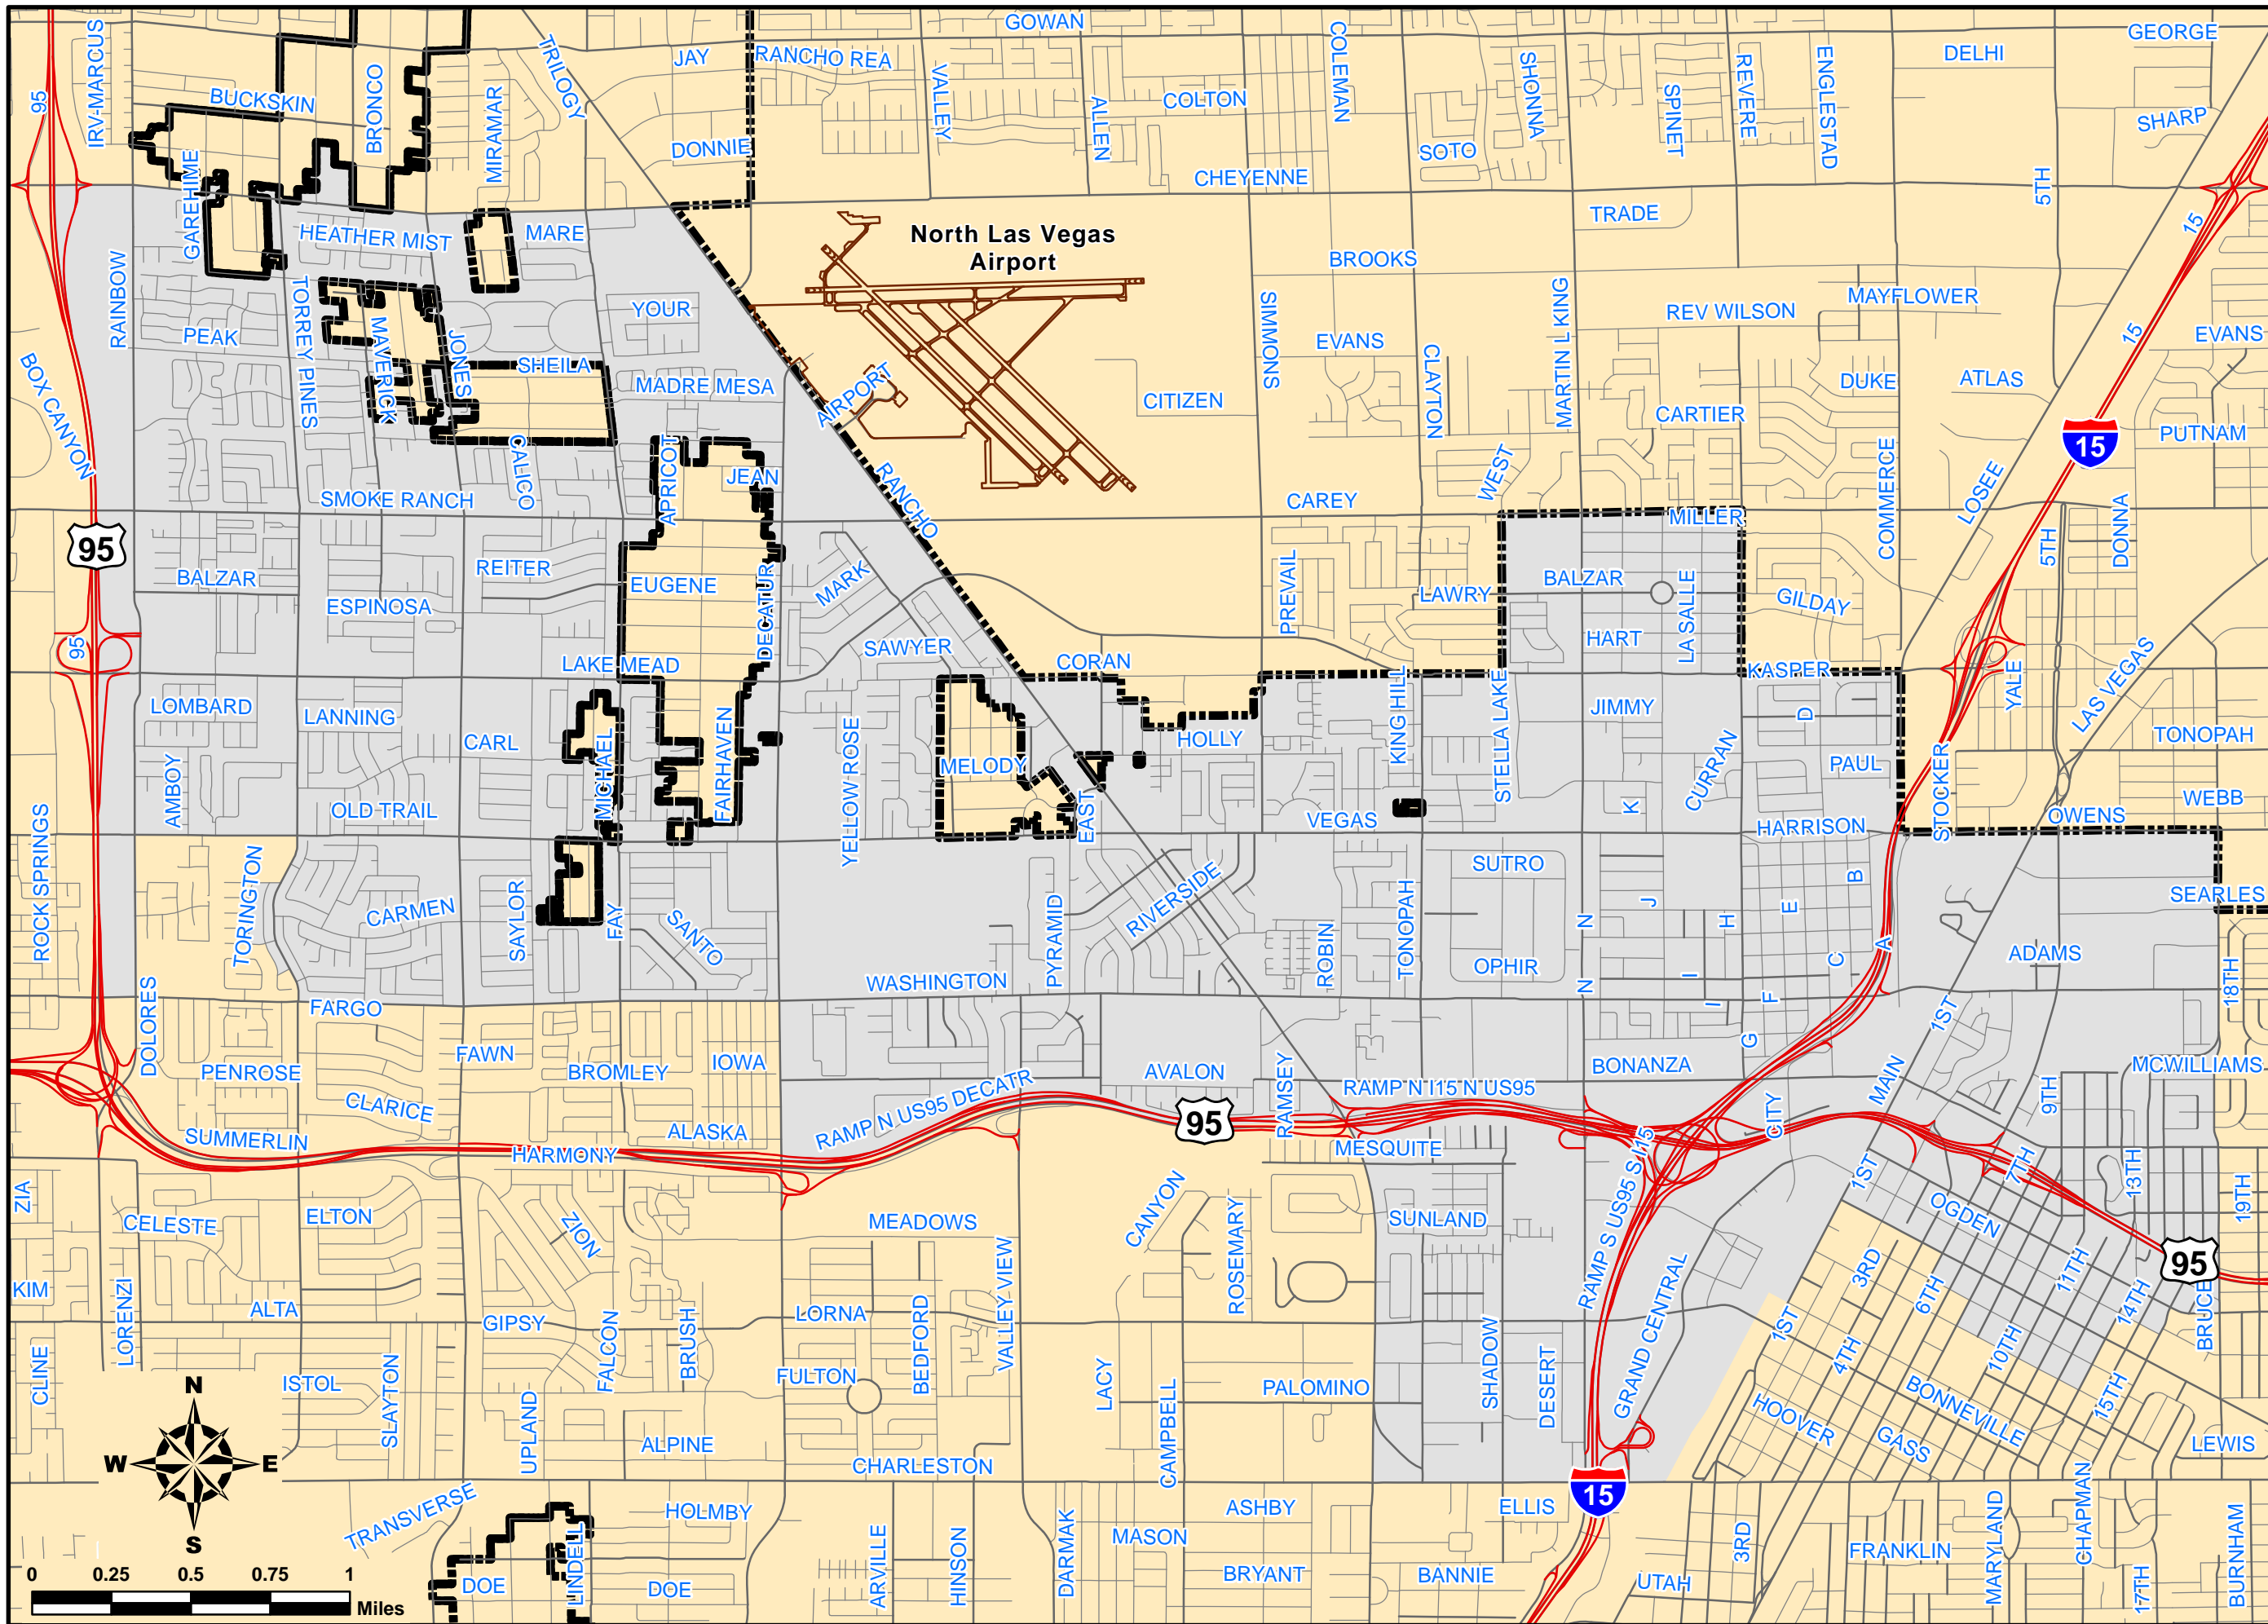 GOWAN
GEORGE
IRV-MARCUS
TRILOGY
JAY
RANCHO REA
COLEMAN
DELHI
95
BUCKSKIN
BRONCO
MIRAMAR
VALLEY
ALLEN
COLTON
SHONNA
SPINET
REVERE
ENGLESTAD
SHARP
DONNIE
SOTO
GAREHIME
CHEYENNE
5TH
15
HEATHER MIST
MARE
North Las Vegas
Airport
TRADE
RAINBOW
BROOKS
TORREY PINES
YOUR
SIMMONS
MARTIN L KING
MAYFLOWER
REV WILSON
PEAK
MAVERICK
JONES
EVANS
15
EVANS
BOX CANYON
SHEILA
MADRE MESA
AIRPORT
CITIZEN
CLAYTON
CARTIER
DUKE
ATLAS
CALICO
APRICOT
JEAN
RANCHO
WEST
COMMERCE
LOSEE
15
PUTNAM
SMOKE RANCH
CAREY
MILLER
95
BALZAR
REITER
EUGENE
DECATUR
MARK
PREVAIL
LAWRY
BALZAR
LA SALLE
GILDAY
5TH
DONNA
ESPINOSA
95
LAKE MEAD
SAWYER
CORAN
HART
KASPER
YALE
LAS VEGAS
LOMBARD
LANNING
CARL
MICHAEL
FAIRHAVEN
YELLOW ROSE
MELODY
HOLLY
KING HILL
STELLA LAKE
JIMMY
D
CURRAN
PAUL
TONOPAH
AMBOY
OLD TRAIL
EAST
VEGAS
K
HARRISON
STOCKER
OWENS
WEBB
ROCK SPRINGS
TORINGTON
CARMEN
SAYLOR
FAY
SANTO
PYRAMID
RIVERSIDE
ROBIN
TONOPAH
SUTRO
N
J
H
E
B
SEARLES
WASHINGTON
OPHIR
N
I
C
A
ADAMS
DOLORES
FARGO
I
F
G
1ST
18TH
PENROSE
FAWN
BROMLEY
IOWA
AVALON
RAMSEY
BONANZA
MCWILLIAMS
CLARICE
RAMP N US95 DECATR
RAMP N I15 N US95
CITY
MAIN
9TH
SUMMERLIN
HARMONY
ALASKA
95
MESQUITE
RAMP S US95 S I15
1ST
7TH
13TH
19TH
ZIA
CELESTE
ELTON
ZION
MEADOWS
CANYON
ROSEMARY
SUNLAND
OGDEN
95
KIM
LORENZI
ALTA
GIPSY
FALCON
BRUSH
LORNA
BEDFORD
VALLEY VIEW
GRAND CENTRAL
3RD
6TH
11TH
14TH
BRUCE
CLINE
ISTOL
SLAYTON
UPLAND
FULTON
LACY
CAMPBELL
PALOMINO
SHADOW
DESERT
1ST
4TH
10TH
15TH
N
W
E
S
ALPINE
CHARLESTON
HOOVER
GASS
BONNEVILLE
LEWIS
15
TRANSVERSE
LINDELL
HOLMBY
ARVILLE
HINSON
DARMAK
MASON
ASHBY
ELLIS
3RD
FRANKLIN
MARYLAND
CHAPMAN
17TH
BURNHAM
DOE
DOE
BRYANT
BANNIE
UTAH
0 0.25 0.5 0.75 1
Miles